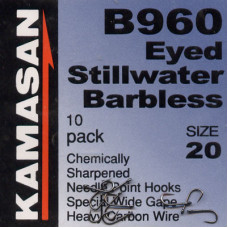 KAMASAN
B960
Eyed
Stillwater
Barbless
10
pack
SIZE
20
Chemically
Sharpened
Needle Point Hooks
Special Wide Gape
Heavy Carbon Wire